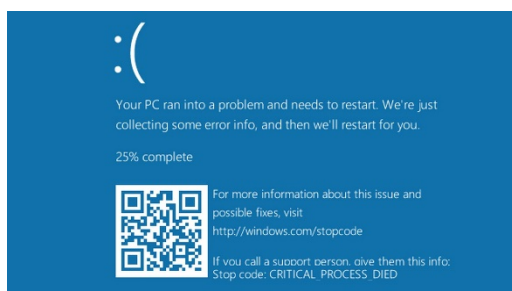 :(
Your PC ran into a problem and needs to restart. We're just
collecting some error info, and then we'll restart for you.
25% complete
For more information about this issue and
possible fixes, visit
http://windows.com/stopcode
If you call a support person, give them this info:
Stop code: CRITICAL_PROCESS_DIED